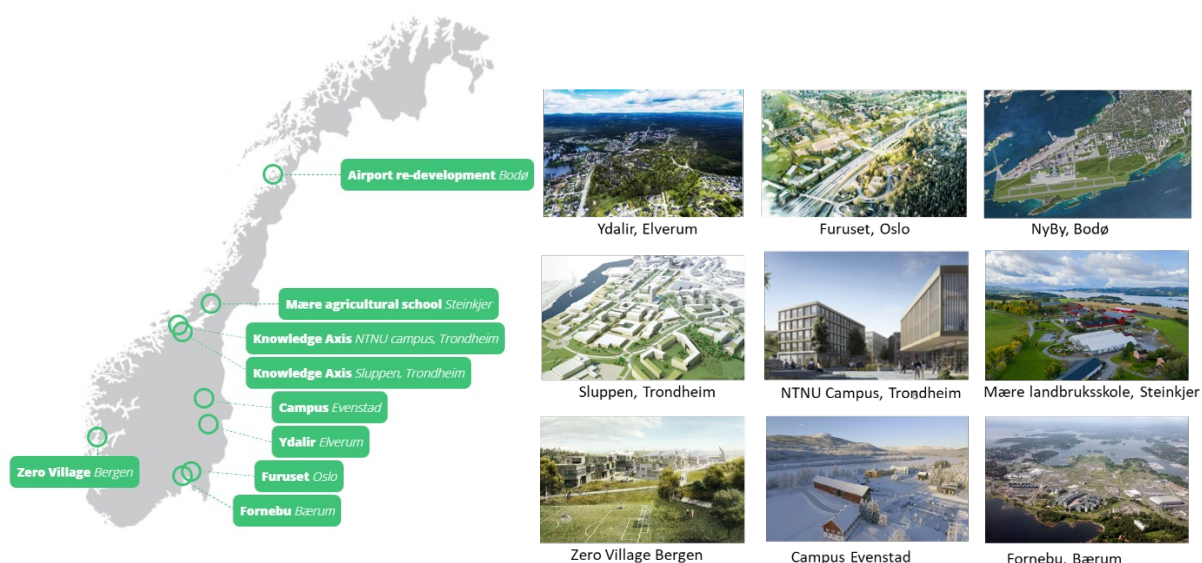 Airport re-development Bodø
Mære agricultural school Steinkjer
Knowledge Axis NTNU campus, Trondheim
Knowledge Axis Sluppen, Trondheim
Campus Evenstad
Ydalir Elverum
Zero Village Bergen
Furuset Oslo
Fornebu Bærum
Ydalir, Elverum
Furuset, Oslo
NyBy, Bodø
Sluppen, Trondheim
NTNU Campus, Trondheim
Mære landbruksskole, Steinkjer
Zero Village Bergen
Campus Evenstad
Fornebu, Bærum